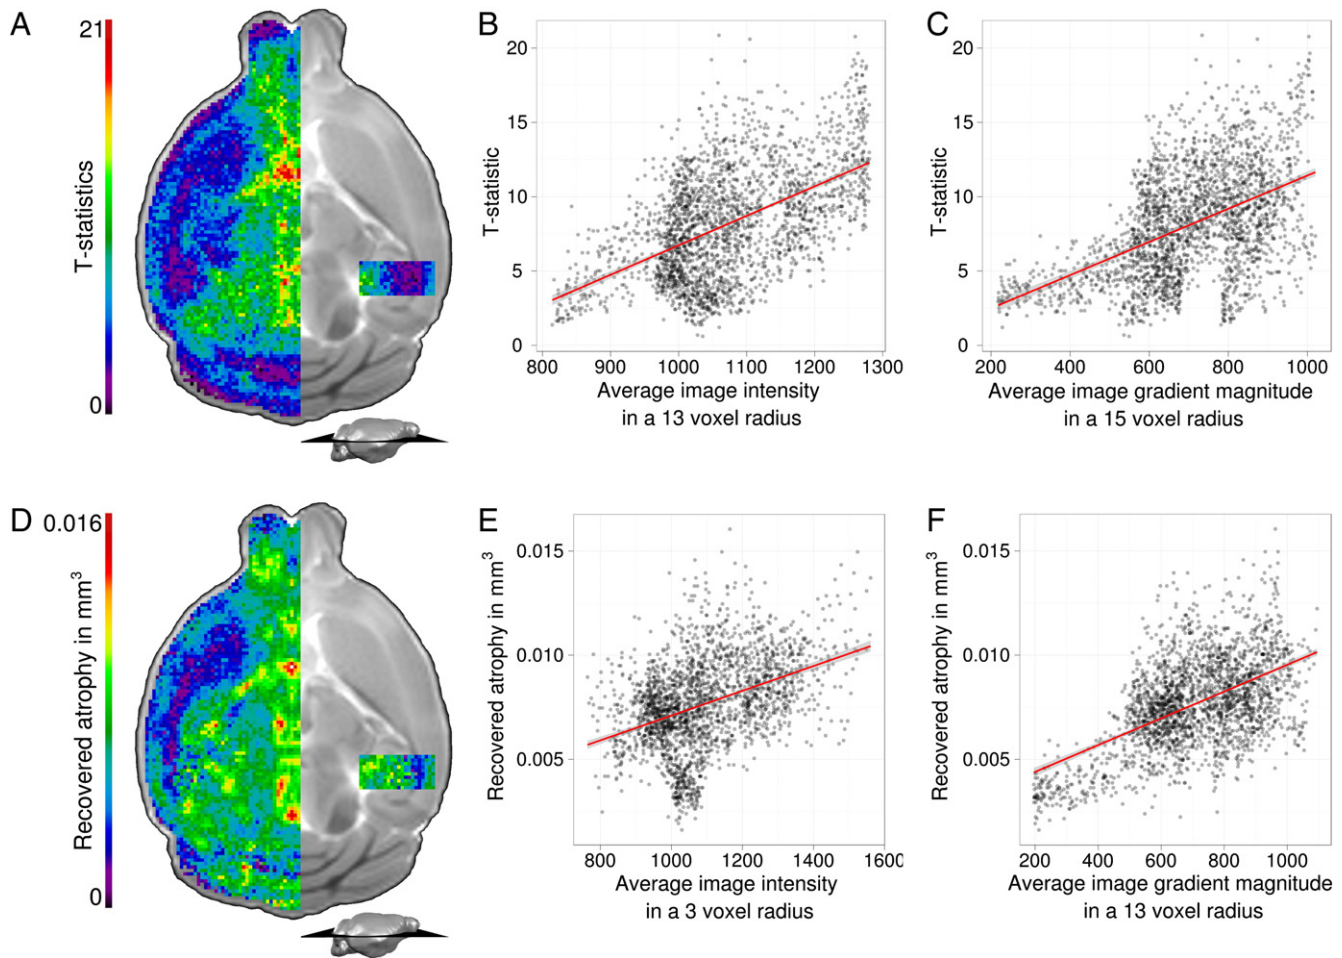 A
21
T-statistics
0
B
20
15
10
5
0
T-statistic
800 900 1000 1100 1200 1300
Average image intensity
in a 13 voxel radius
C
20
15
10
5
0
T-statistic
200 400 600 800 1000
Average image gradient magnitude
in a 15 voxel radius
D
0.016
Recovered atrophy in mm³
0
E
0.015
0.010
0.005
Recovered atrophy in mm³
800 1000 1200 1400 1600
Average image intensity
in a 3 voxel radius
F
0.015
0.010
0.005
Recovered atrophy in mm³
200 400 600 800 1000
Average image gradient magnitude
in a 13 voxel radius